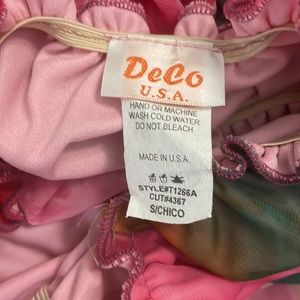 DeCo
U.S.A.
HAND OR MACHINE
WASH COLD WATER
DO NOT BLEACH
MADE IN U.S.A.
STYLE#T1266A
CUT#4367
S/CHICO